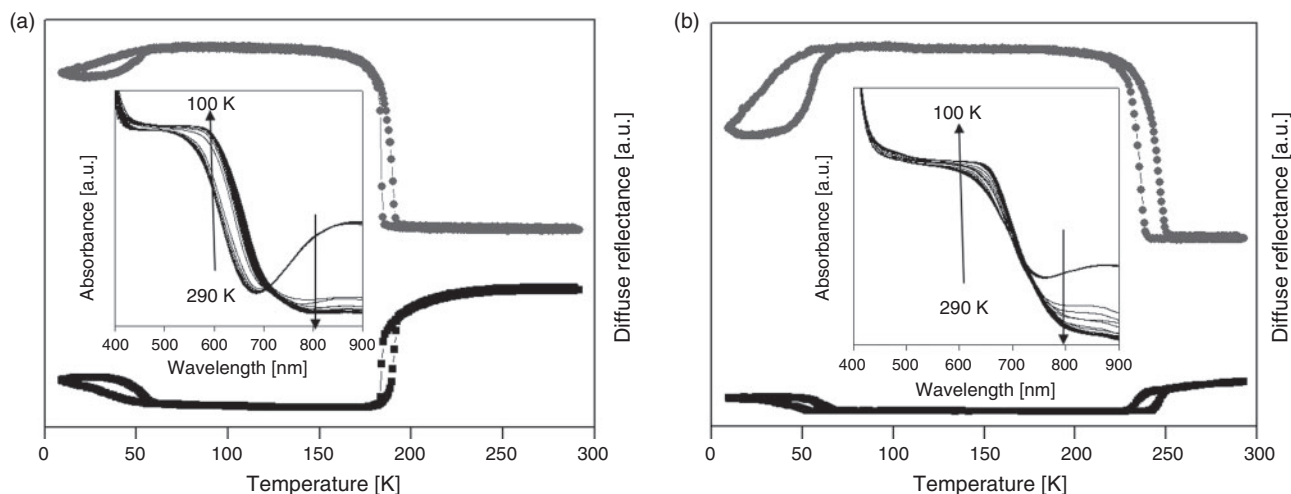 (a)
Diffuse reflectance [a.u.]
Absorbance [a.u.]
100 K
290 K
400 500 600 700 800 900
Wavelength [nm]
0 50 100 150 200 250 300
Temperature [K]
(b)
Diffuse reflectance [a.u.]
Absorbance [a.u.]
100 K
290 K
400 500 600 700 800 900
Wavelength [nm]
0 50 100 150 200 250 300
Temperature [K]